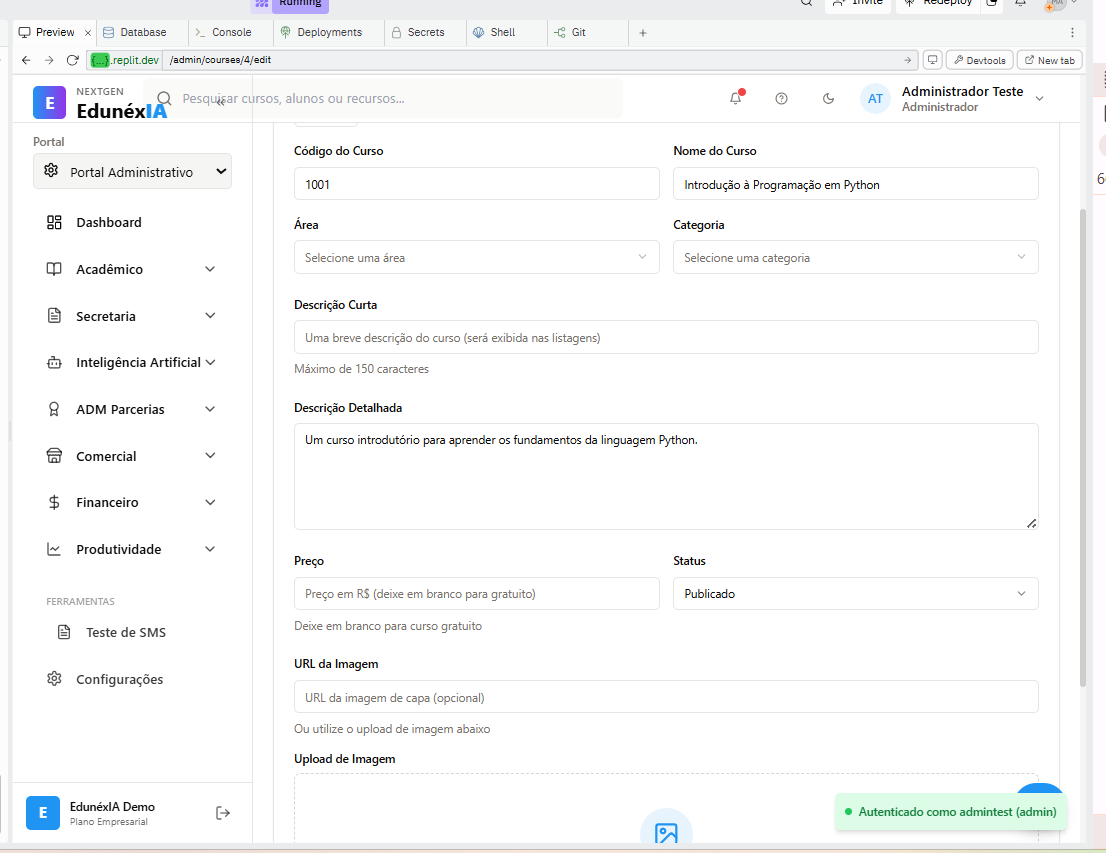 Running
Invite
Redeploy
MA
Preview
Database
Console
Deployments
Secrets
Shell
Git
{...}.replit.dev
/admin/courses/4/edit
Devtools
New tab
E
NEXTGEN
EdunéxIA
Pesquisar cursos, alunos ou recursos...
AT
Administrador Teste
Administrador
Portal
Portal Administrativo
Dashboard
Acadêmico
Secretaria
Inteligência Artificial
ADM Parcerias
Comercial
Financeiro
Produtividade
FERRAMENTAS
Teste de SMS
Configurações
E
EdunéxIA Demo
Plano Empresarial
Código do Curso
Nome do Curso
1001
Introdução à Programação em Python
Área
Categoria
Selecione uma área
Selecione uma categoria
Descrição Curta
Uma breve descrição do curso (será exibida nas listagens)
Máximo de 150 caracteres
Descrição Detalhada
Um curso introdutório para aprender os fundamentos da linguagem Python.
Preço
Status
Preço em R$ (deixe em branco para gratuito)
Publicado
Deixe em branco para curso gratuito
URL da Imagem
URL da imagem de capa (opcional)
Ou utilize o upload de imagem abaixo
Upload de Imagem
Autenticado como admintest (admin)